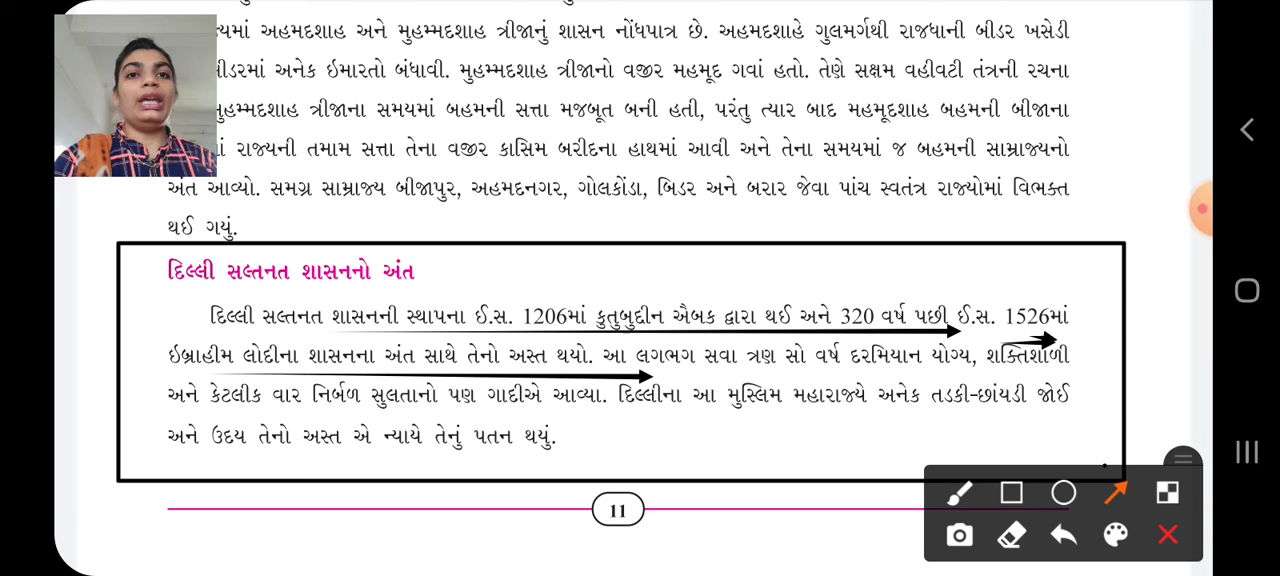 અહમદશાહ અને મુહમ્મદશાહ ત્રીજાનું શાસન નોંધપાત્ર છે. અહમદશાહે ગુલમર્ગથી રાજધાની બીડર ખસેડી
અનેક ઇમારતો બંધાવી. મુહમ્મદશાહ ત્રીજાનો વજીર મહમૂદ ગવાં હતો. તેણે સક્ષમ વહીવટી તંત્રની રચના
મુહમ્મદશાહ ત્રીજાના સમયમાં બહમની સત્તા મજબૂત બની હતી, પરંતુ ત્યાર બાદ મહમૂદશાહ બહમની બીજાના
રાજ્યની તમામ સત્તા તેના વજીર કાસિમ બરીદના હાથમાં આવી અને તેના સમયમાં જ બહમની સામ્રાજ્યનો
અંત આવ્યો. સમગ્ર સામ્રાજ્ય બીજાપુર, અહમદનગર, ગોલકોંડા, બિડર અને બરાર જેવા પાંચ સ્વતંત્ર રાજ્યોમાં વિભક્ત
થઈ ગયું.
દિલ્લી સલ્તનત શાસનનો અંત
દિલ્લી સલ્તનત શાસનની સ્થાપના ઈ.સ. 1206માં કુતુબુદ્દીન ઐબક દ્વારા થઈ અને 320 વર્ષ પછી ઈ.સ. 1526માં
ઇબ્રાહીમ લોદીના શાસનના અંત સાથે તેનો અસ્ત થયો. આ લગભગ સવા ત્રણ સો વર્ષ દરમિયાન યોગ્ય, શક્તિશાળી
અને કેટલીક વાર નિર્બળ સુલતાનો પણ ગાદીએ આવ્યા. દિલ્લીના આ મુસ્લિમ મહારાજ્યે અનેક તડકી-છાંયડી જોઈ
અને ઉદય તેનો અસ્ત એ ન્યાયે તેનું પતન થયું.
11